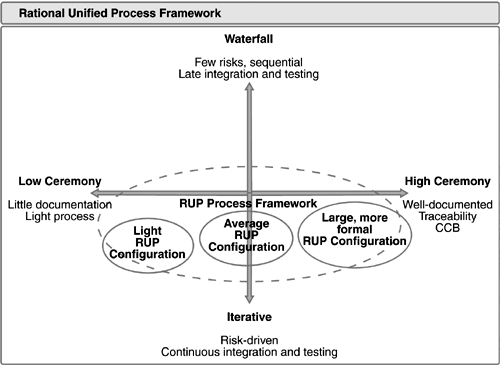 Rational Unified Process Framework
Waterfall
Few risks, sequential
Late integration and testing
Low Ceremony
Little documentation
Light process
High Ceremony
Well-documented
Traceability
CCB
RUP Process Framework
Light
RUP
Configuration
Average
RUP
Configuration
Large, more
formal
RUP Configuration
Iterative
Risk-driven
Continuous integration and testing